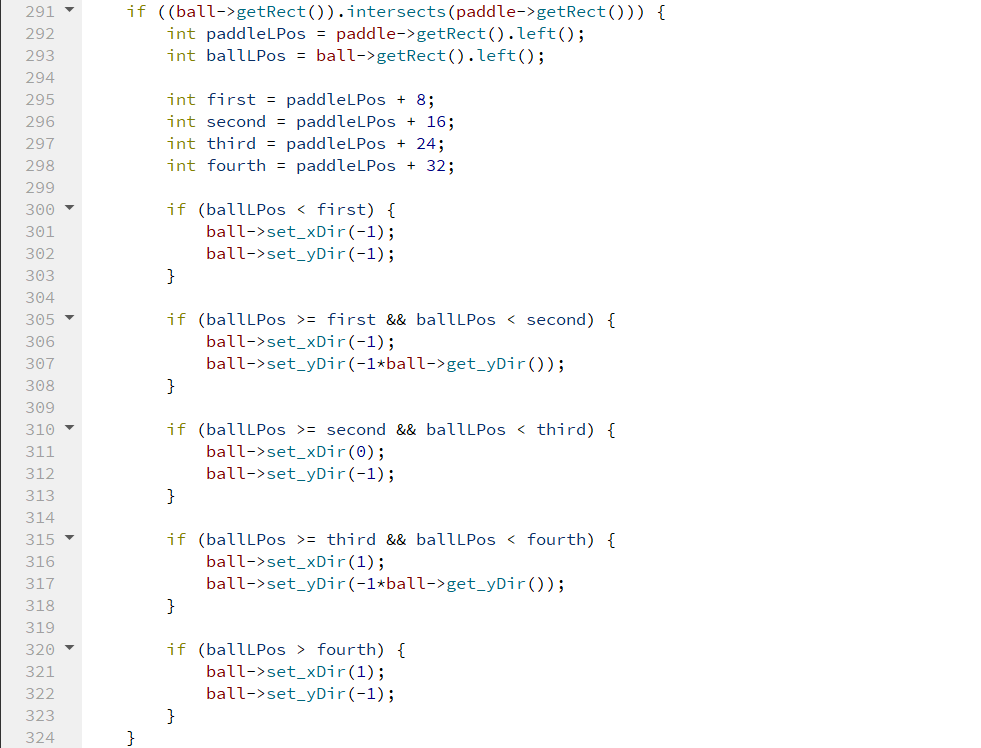 291 if ((ball->getRect()).intersects(paddle->getRect())) {
292 int paddleLPos = paddle->getRect().left();
293 int ballLPos = ball->getRect().left();
294
295 int first = paddleLPos + 8;
296 int second = paddleLPos + 16;
297 int third = paddleLPos + 24;
298 int fourth = paddleLPos + 32;
299
300 if (ballLPos < first) {
301 ball->set_xDir(-1);
302 ball->set_yDir(-1);
303 }
304
305 if (ballLPos >= first && ballLPos < second) {
306 ball->set_xDir(-1);
307 ball->set_yDir(-1*ball->get_yDir());
308 }
309
310 if (ballLPos >= second && ballLPos < third) {
311 ball->set_xDir(0);
312 ball->set_yDir(-1);
313 }
314
315 if (ballLPos >= third && ballLPos < fourth) {
316 ball->set_xDir(1);
317 ball->set_yDir(-1*ball->get_yDir());
318 }
319
320 if (ballLPos > fourth) {
321 ball->set_xDir(1);
322 ball->set_yDir(-1);
323 }
324 }